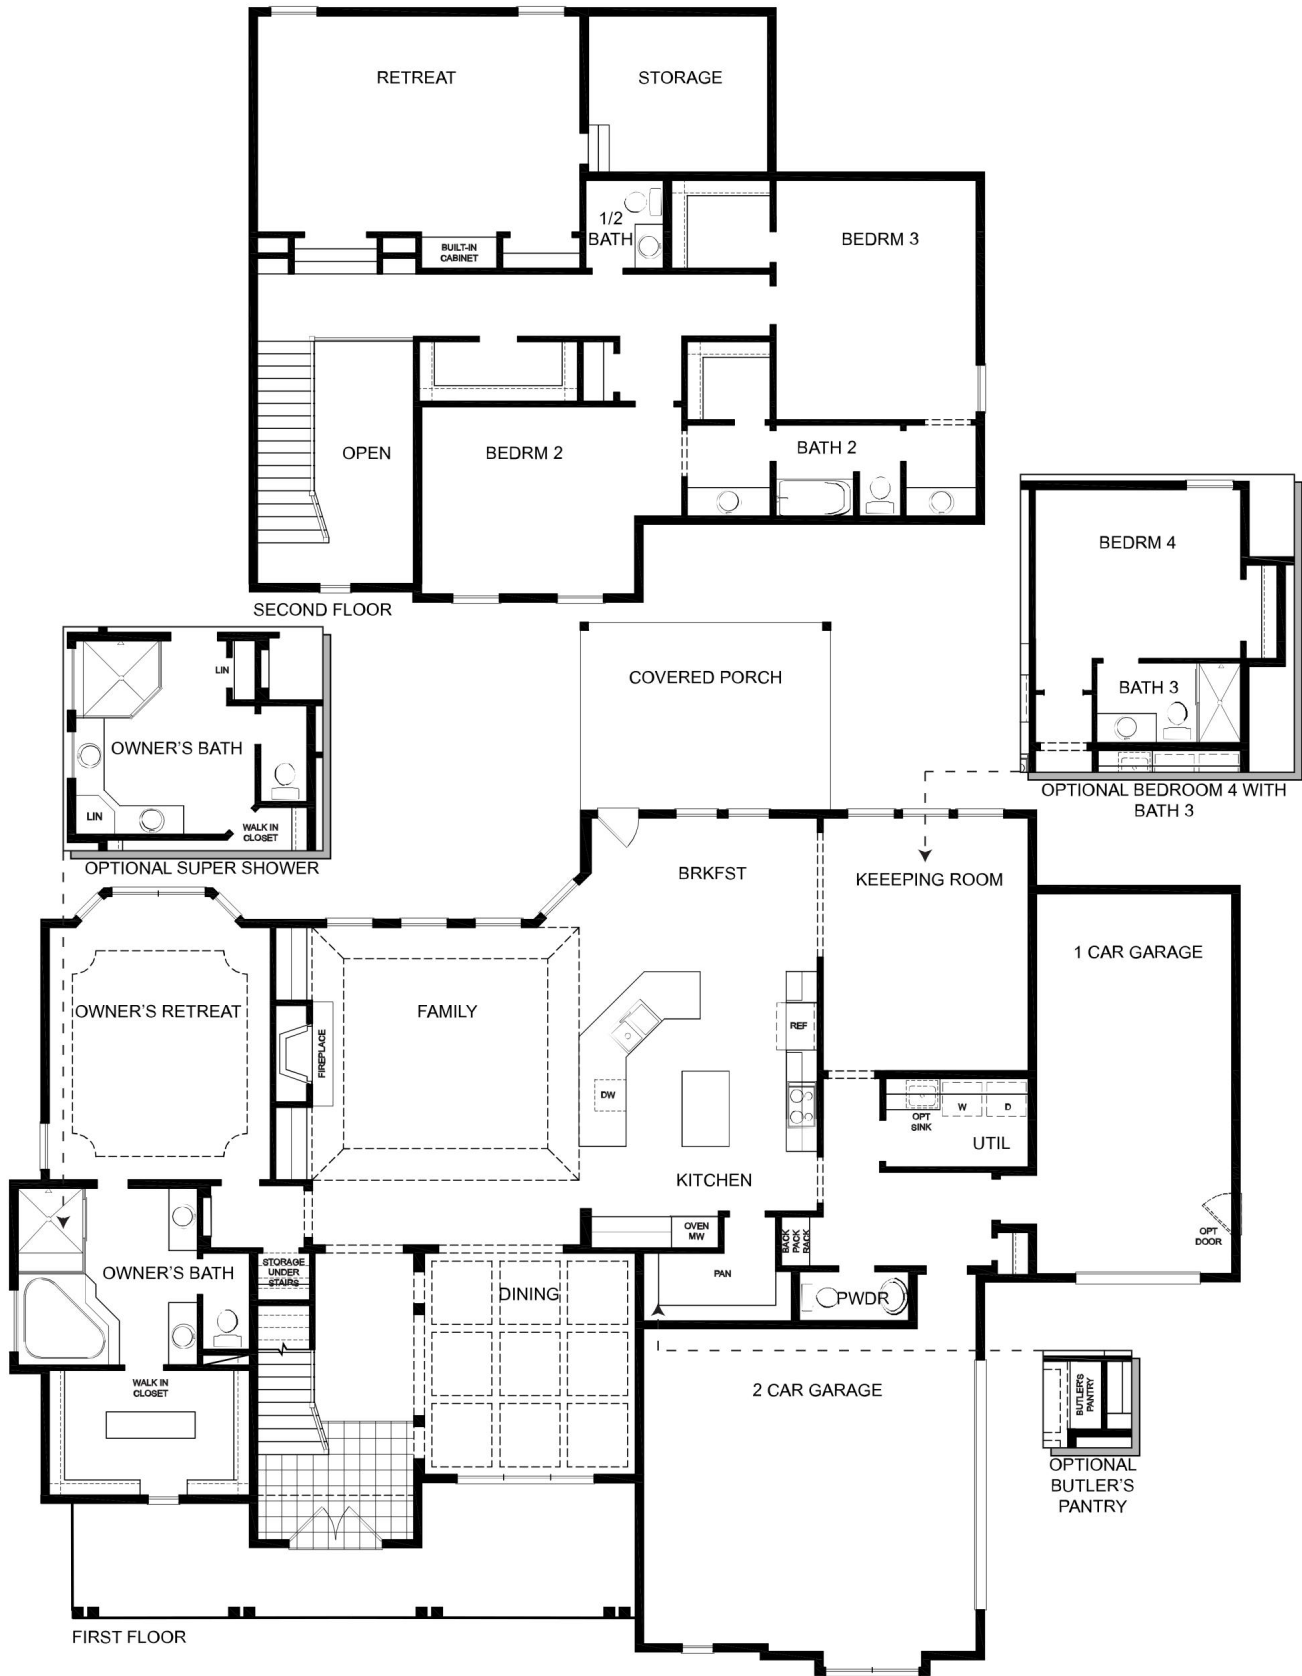 RETREAT
STORAGE
1/2
BATH
BEDRM 3
BUILT-IN
CABINET
OPEN
BEDRM 2
BATH 2
SECOND FLOOR
BEDRM 4
BATH 3
OPTIONAL BEDROOM 4 WITH
BATH 3
LIN
OWNER'S BATH
LIN
WALK IN
CLOSET
OPTIONAL SUPER SHOWER
COVERED PORCH
BRKFST
KEEEPING ROOM
1 CAR GARAGE
OWNER'S RETREAT
FIREPLACE
FAMILY
REF
DW
W
D
OPT
SINK
UTIL
KITCHEN
OVEN
MW
BACK
PACK
RACK
OPT
DOOR
OWNER'S BATH
STORAGE
UNDER
STAIRS
DINING
PAN
PWDR
WALK IN
CLOSET
2 CAR GARAGE
BUTLER'S
PANTRY
OPTIONAL
BUTLER'S
PANTRY
FIRST FLOOR